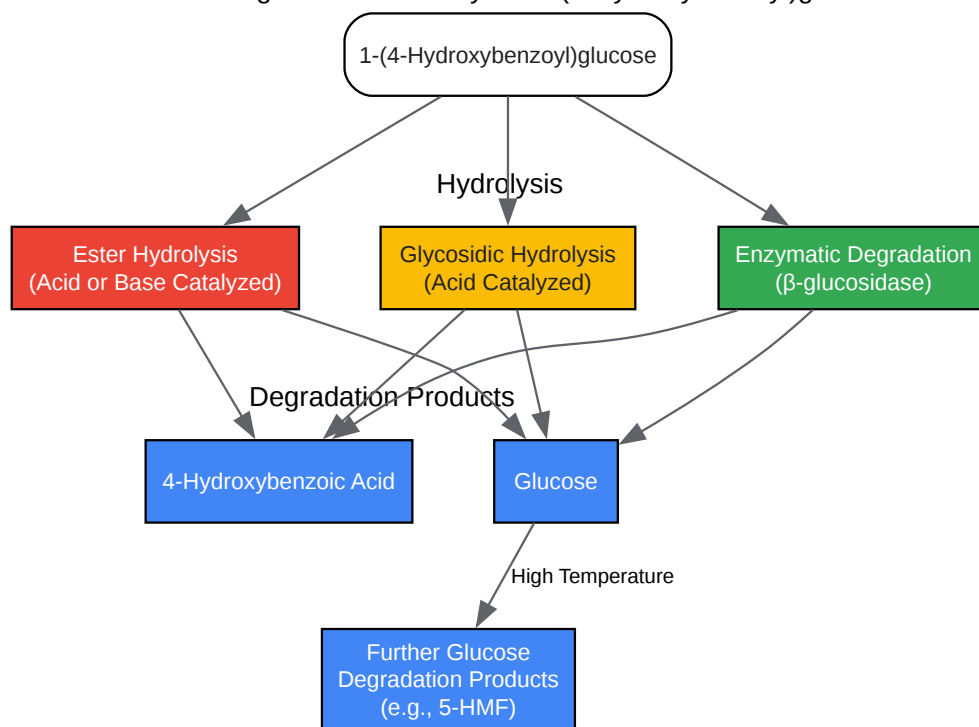 1-(4-Hydroxybenzoyl)glucose
Hydrolysis
Ester Hydrolysis
(Acid or Base Catalyzed)
Glycosidic Hydrolysis
(Acid Catalyzed)
Enzymatic Degradation
(β-glucosidase)
Degradation Products
4-Hydroxybenzoic Acid
Glucose
High Temperature
Further Glucose
Degradation Products
(e.g., 5-HMF)